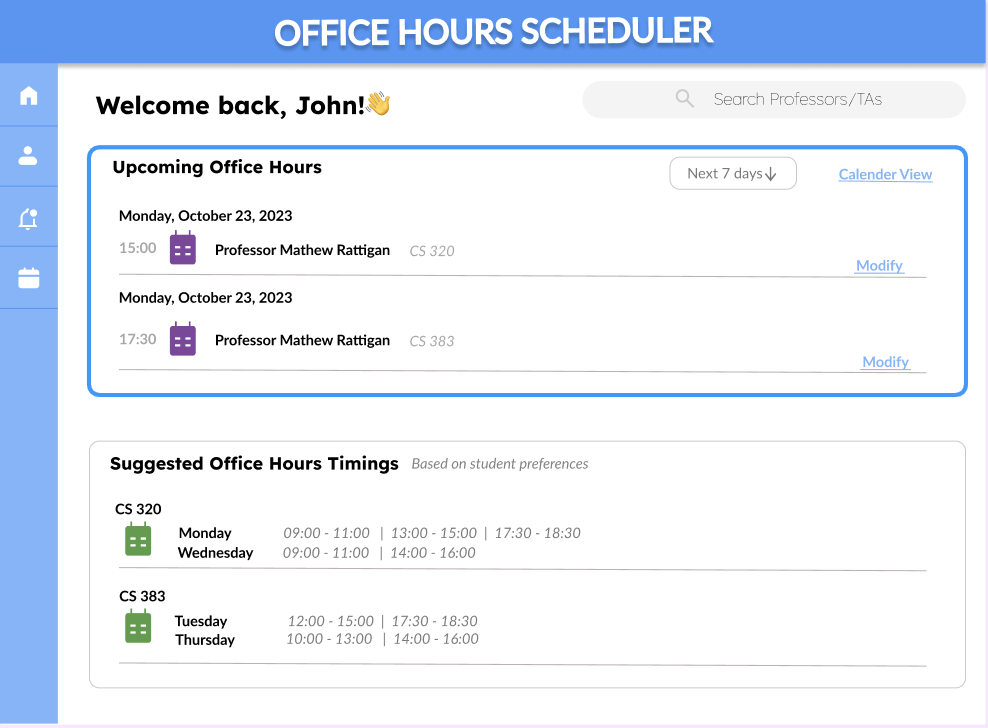 OFFICE HOURS SCHEDULER
Welcome back, John!👋
Search Professors/TAs
Upcoming Office Hours
Next 7 days↓
Calender View
Monday, October 23, 2023
15:00 Professor Mathew Rattigan CS 320
Modify
Monday, October 23, 2023
17:30 Professor Mathew Rattigan CS 383
Modify
Suggested Office Hours Timings Based on student preferences
CS 320
Monday 09:00 - 11:00 | 13:00 - 15:00 | 17:30 - 18:30
Wednesday 09:00 - 11:00 | 14:00 - 16:00
CS 383
Tuesday 12:00 - 15:00 | 17:30 - 18:30
Thursday 10:00 - 13:00 | 14:00 - 16:00